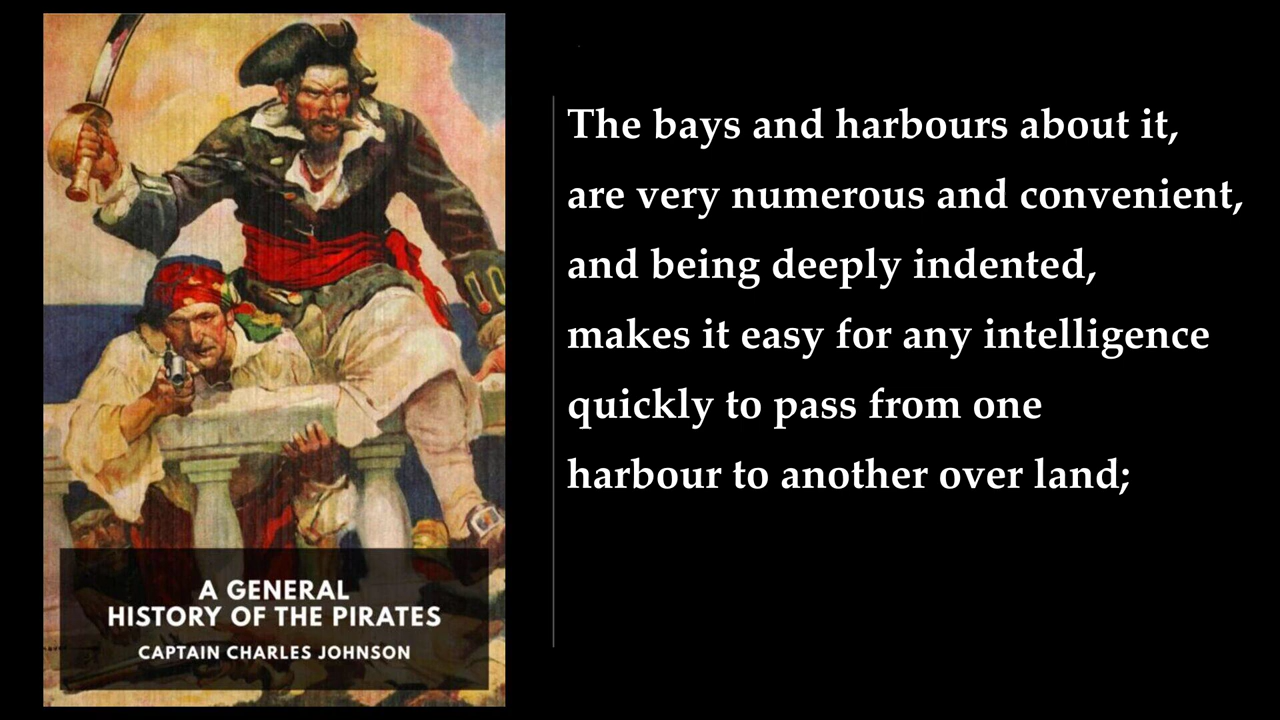 The bays and harbours about it,
are very numerous and convenient,
and being deeply indented,
makes it easy for any intelligence
quickly to pass from one
harbour to another over land;
A GENERAL
HISTORY OF THE PIRATES
CAPTAIN CHARLES JOHNSON